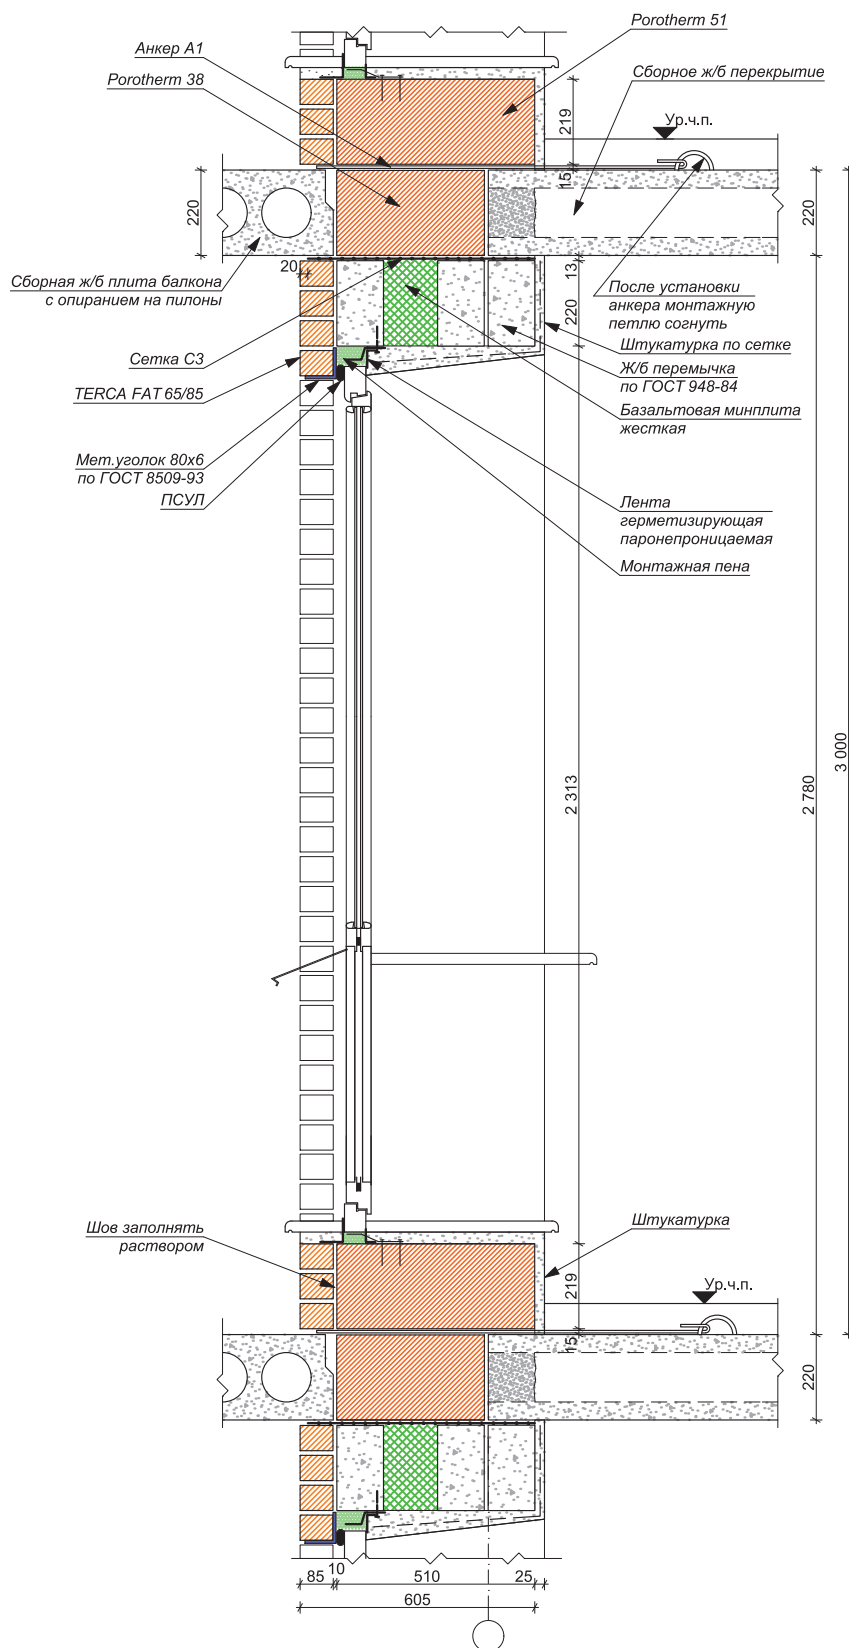 Porotherm 51
Анкер А1
Porotherm 38
Сборное ж/б перекрытие
Ур.ч.п.
219
15
220
220
Сборная ж/б плита балкона
с опиранием на пилоны
20
13
220
После установки
анкера монтажную
петлю согнуть
Штукатурка по сетке
Сетка С3
Ж/б перемычка
по ГОСТ 948-84
TERCA FAT 65/85
Базальтовая минплита
жесткая
Мет.уголок 80х6
по ГОСТ 8509-93
ПСУЛ
Лента
герметизирующая
паронепроницаемая
Монтажная пена
2 313
2 780
3 000
Шов заполнять
раствором
Штукатурка
219
Ур.ч.п.
15
220
85
10
510
25
605